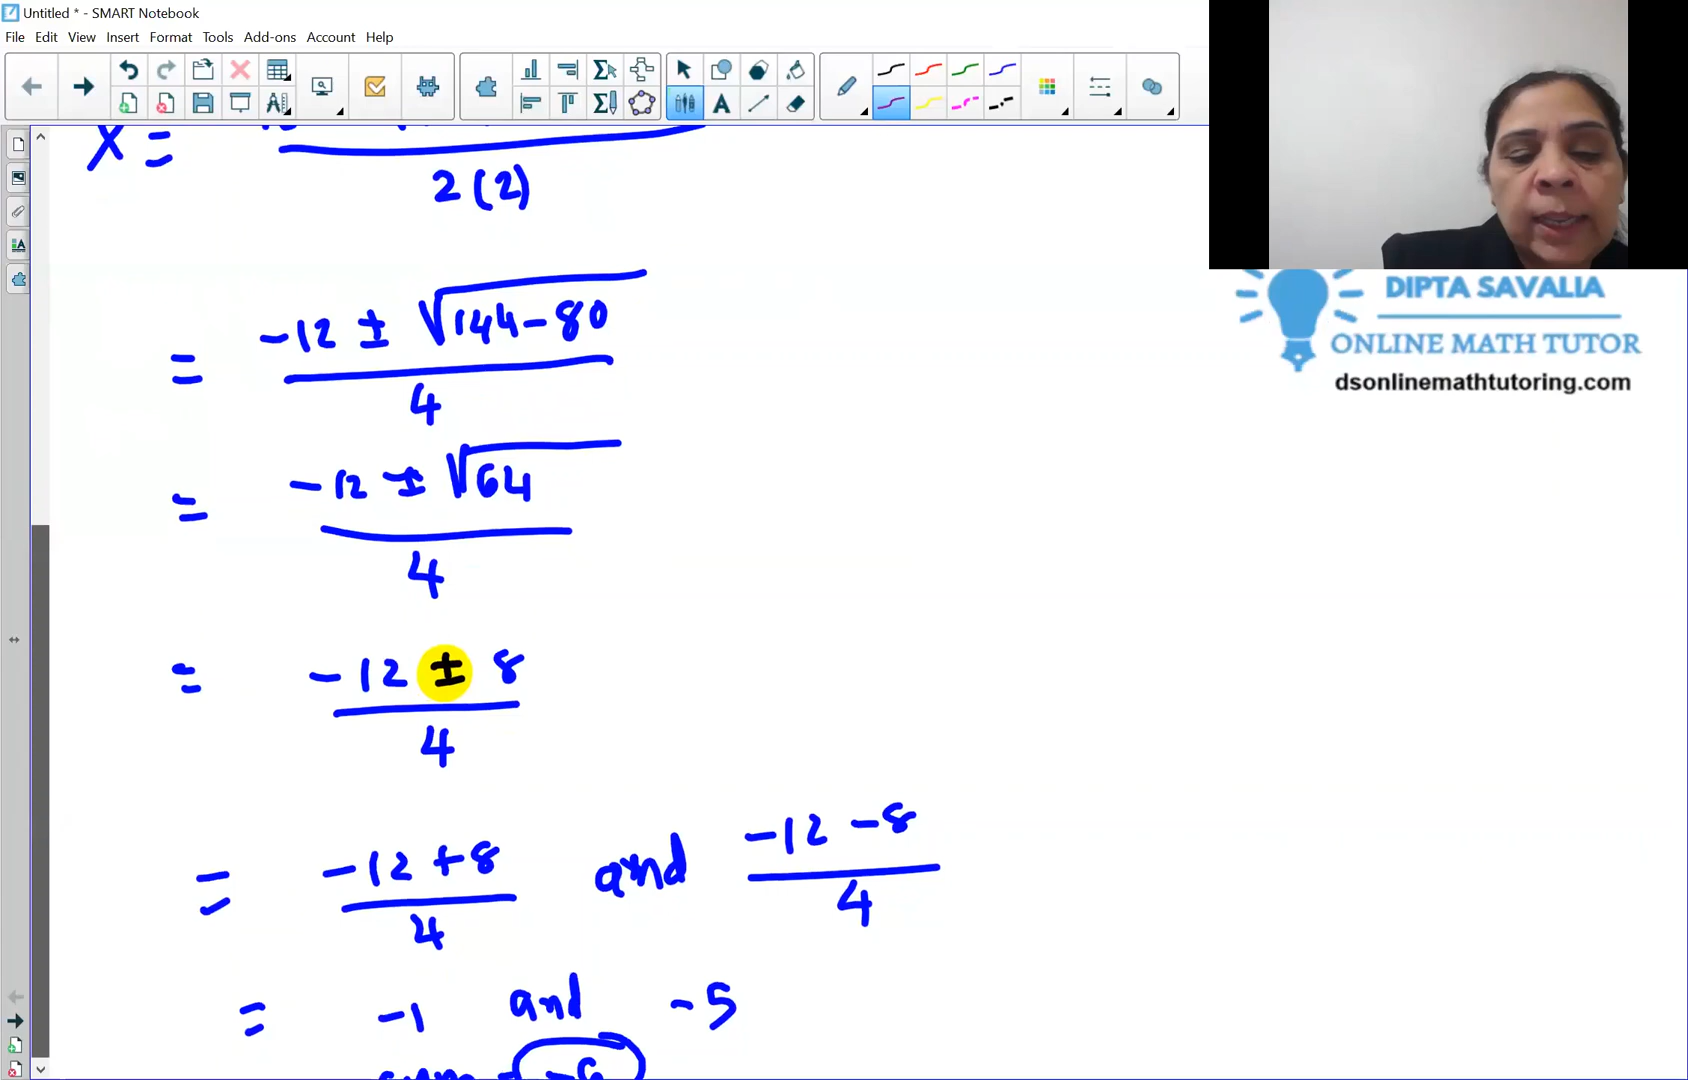 Untitled * - SMART Notebook
File Edit View Insert Format Tools Add-ons Account Help
X =
2 (2)
DIPTA SAVALIA
ONLINE MATH TUTOR
dsonlinemathtutoring.com
= -12 ± √144-80
4
= -12 ± √64
4
= -12 ± 8
4
= -12 + 8 and -12 - 8
4 4
= -1 and -5